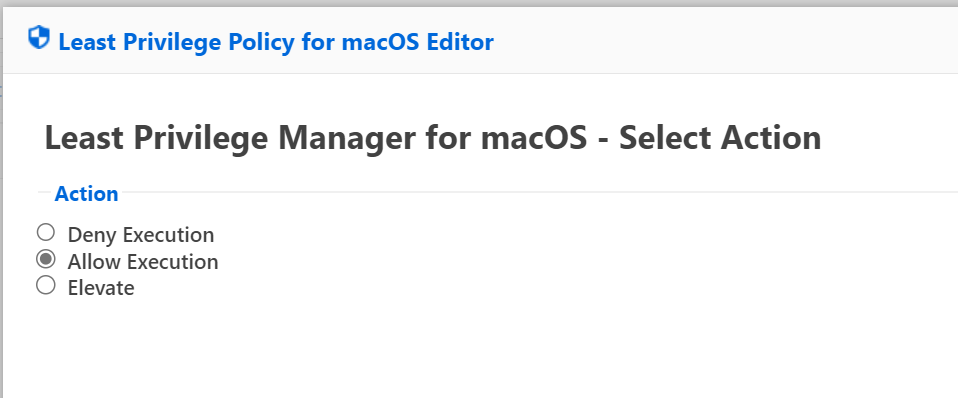 Least Privilege Policy for macOS Editor
Least Privilege Manager for macOS - Select Action
Action
Deny Execution
Allow Execution
Elevate